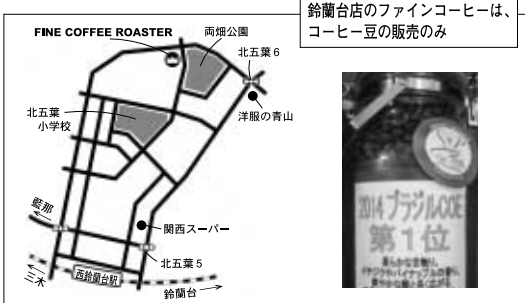 鈴蘭台店のファインコーヒーは、
コーヒー豆の販売のみ
FINE COFFEE ROASTER
両畑公園
北五葉6
洋服の青山
北五葉
小学校
藍那
関西スーパー
北五葉5
西鈴蘭台駅
三木
鈴蘭台
2014 ブラジルCOE
第1位